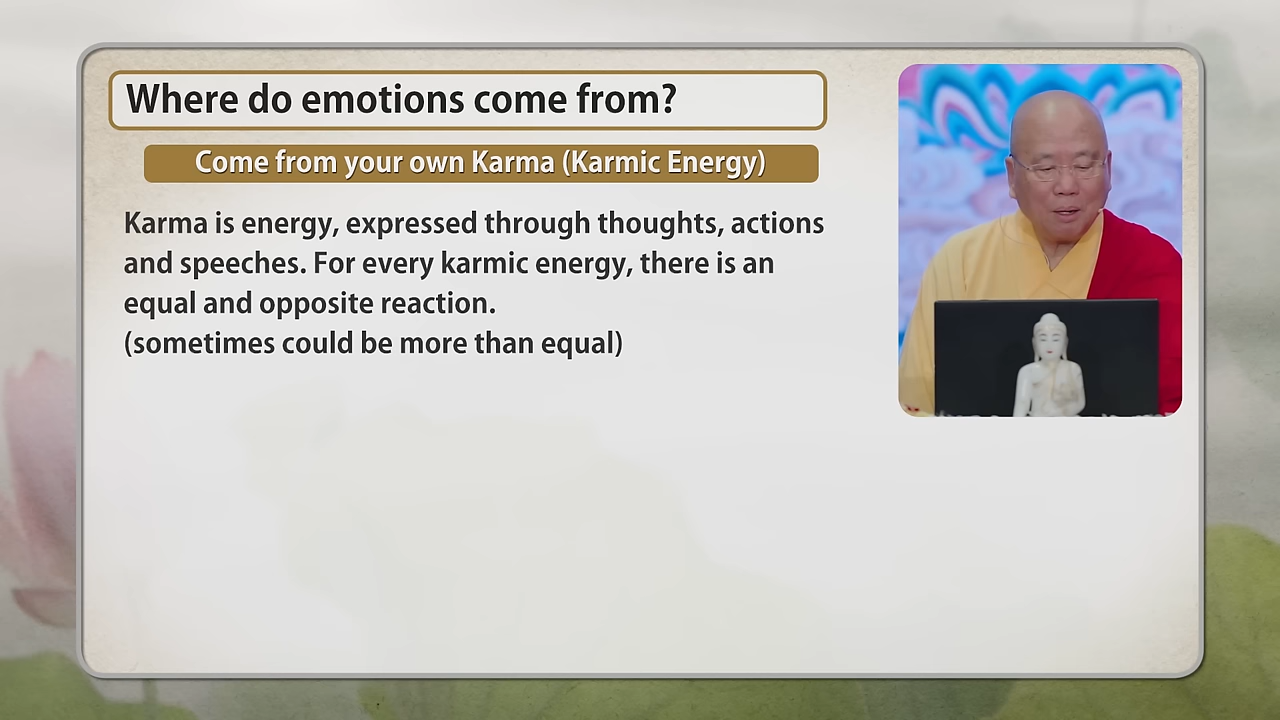 Where do emotions come from?
Come from your own Karma (Karmic Energy)
Karma is energy, expressed through thoughts, actions
and speeches. For every karmic energy, there is an
equal and opposite reaction.
(sometimes could be more than equal)